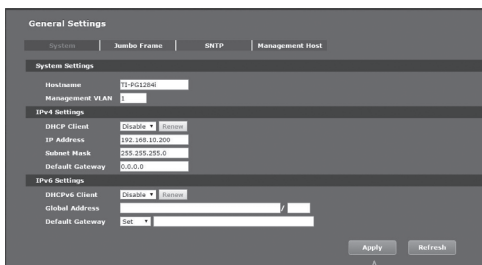 General Settings
System Jumbo Frame SNTP Management Host
System Settings
Hostname TI-PG1284i
Management VLAN 1
IPv4 Settings
DHCP Client Disable Renew
IP Address 192.168.10.200
Subnet Mask 255.255.255.0
Default Gateway 0.0.0.0
IPv6 Settings
DHCPv6 Client Disable Renew
Global Address /
Default Gateway Set
Apply Refresh